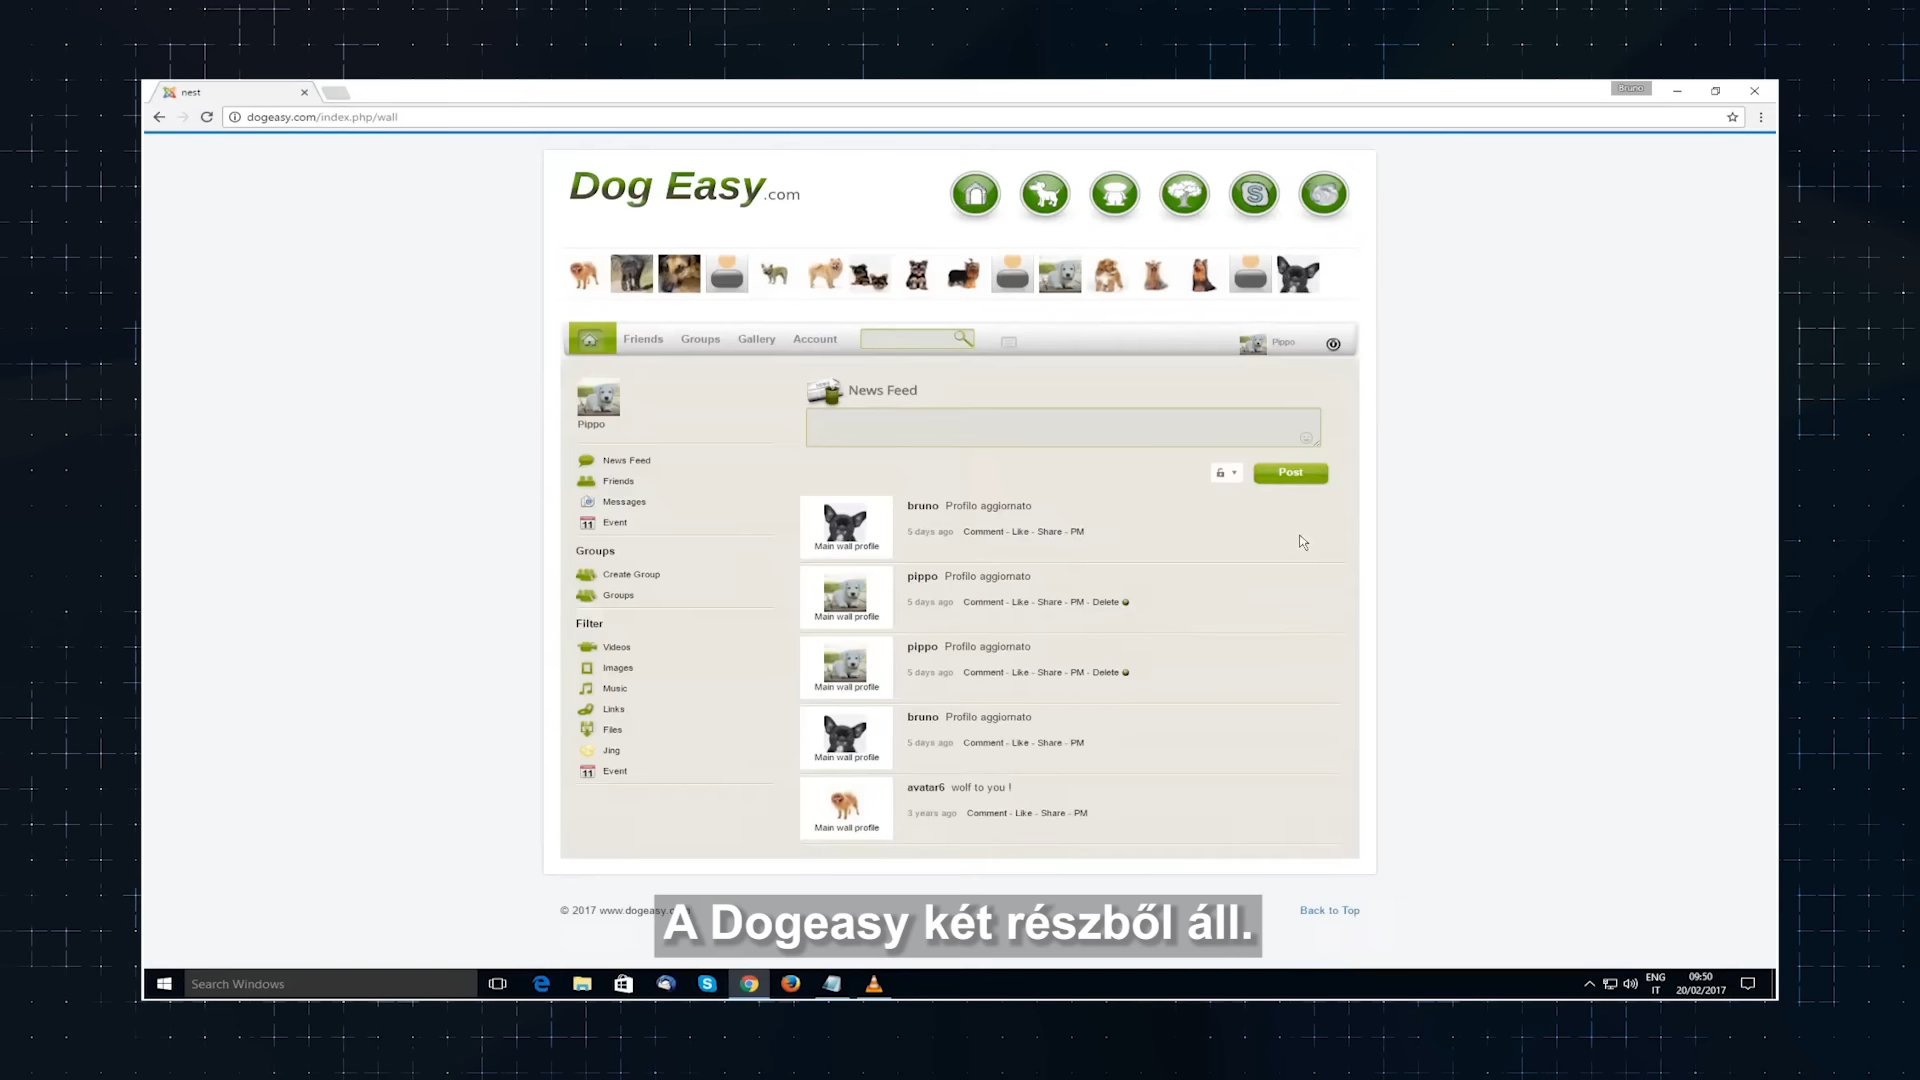 nest
Bruno
dogeasy.com/index.php/wall
Dog Easy.com
Friends Groups Gallery Account
Pippo
Pippo
News Feed
Friends
Messages
11 Event
Groups
Create Group
Groups
Filter
Videos
Images
Music
Links
Files
Jing
11 Event
News Feed
Post
bruno Profilo aggiornato
Main wall profile
5 days ago Comment - Like - Share - PM
pippo Profilo aggiornato
Main wall profile
5 days ago Comment - Like - Share - PM - Delete
pippo Profilo aggiornato
Main wall profile
5 days ago Comment - Like - Share - PM - Delete
bruno Profilo aggiornato
Main wall profile
5 days ago Comment - Like - Share - PM
avatar6 wolf to you !
Main wall profile
3 years ago Comment - Like - Share - PM
© 2017 www.dogeasy.
Back to Top
A Dogeasy két részből áll.
Search Windows
ENG
IT
09:50
20/02/2017